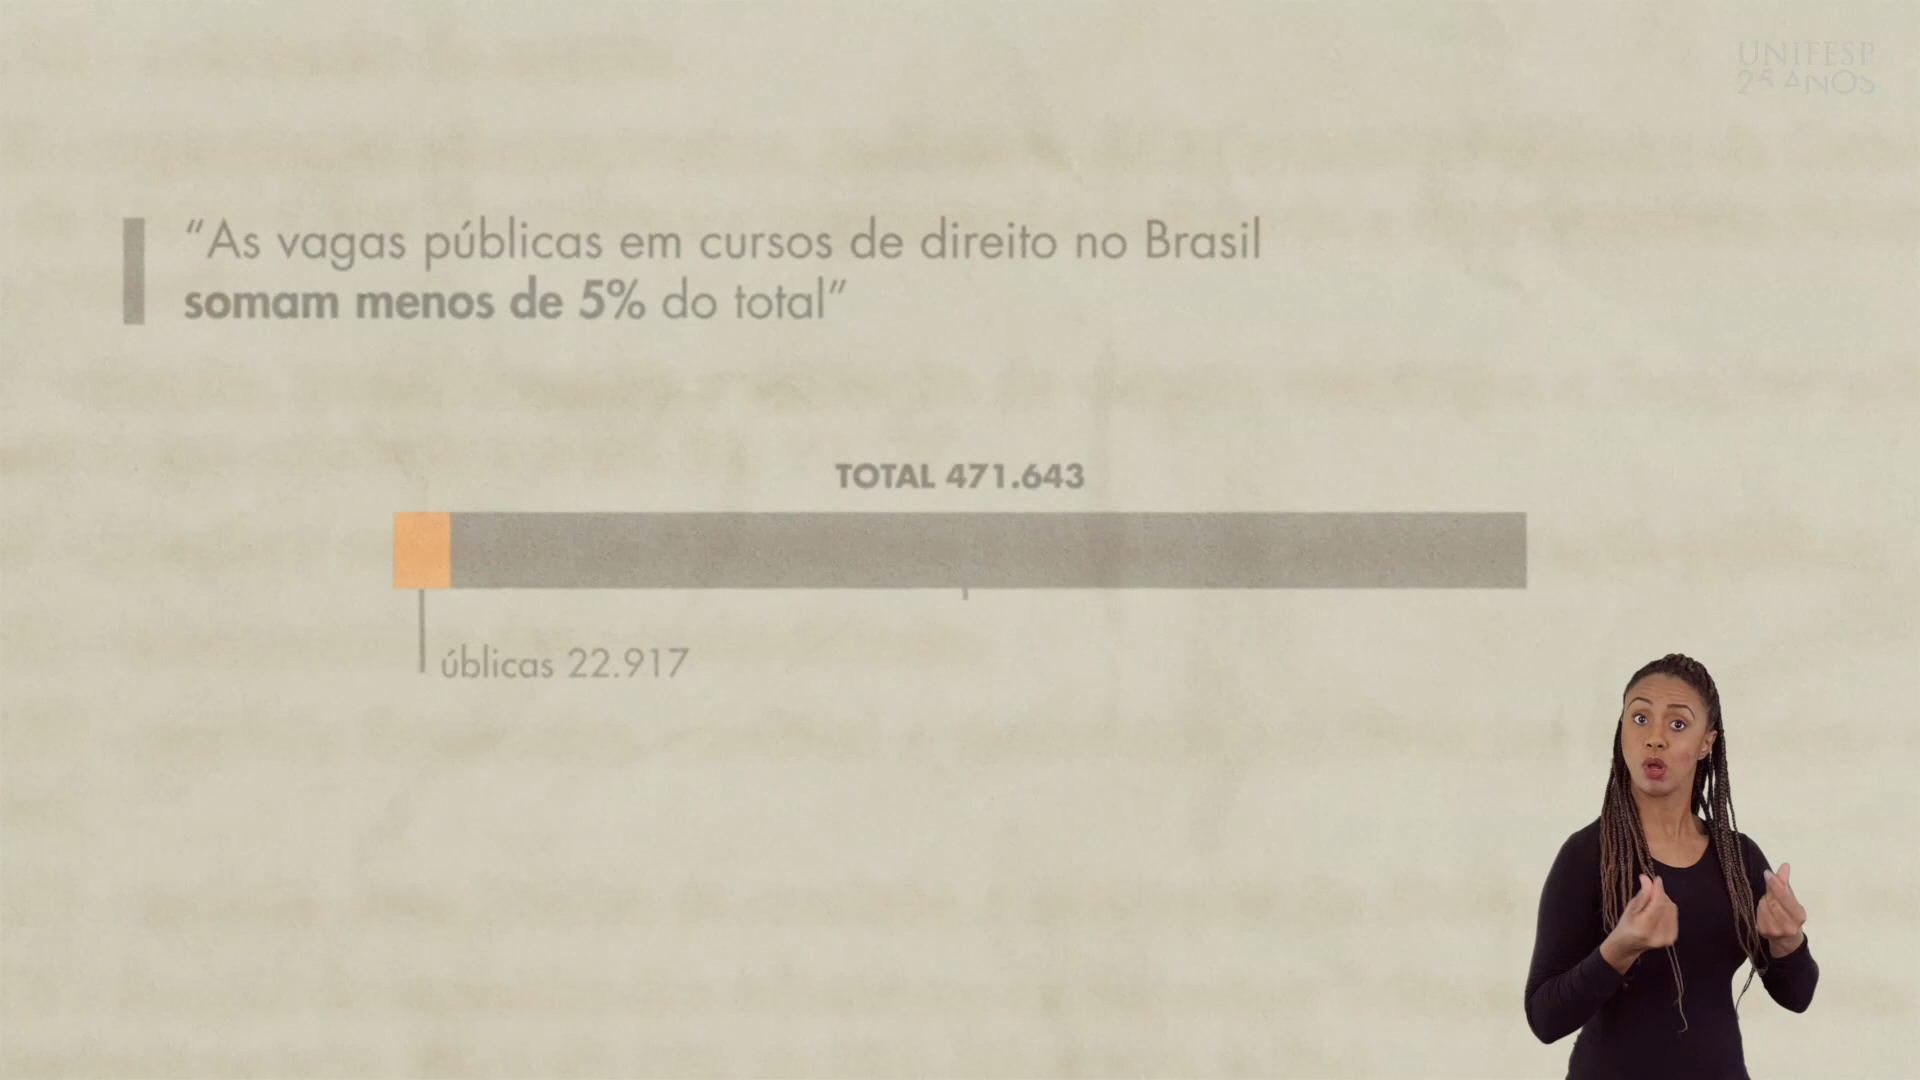 UNIFESP
25 ANOS
“As vagas públicas em cursos de direito no Brasil
somam menos de 5% do total”
TOTAL 471.643
úblicas 22.917